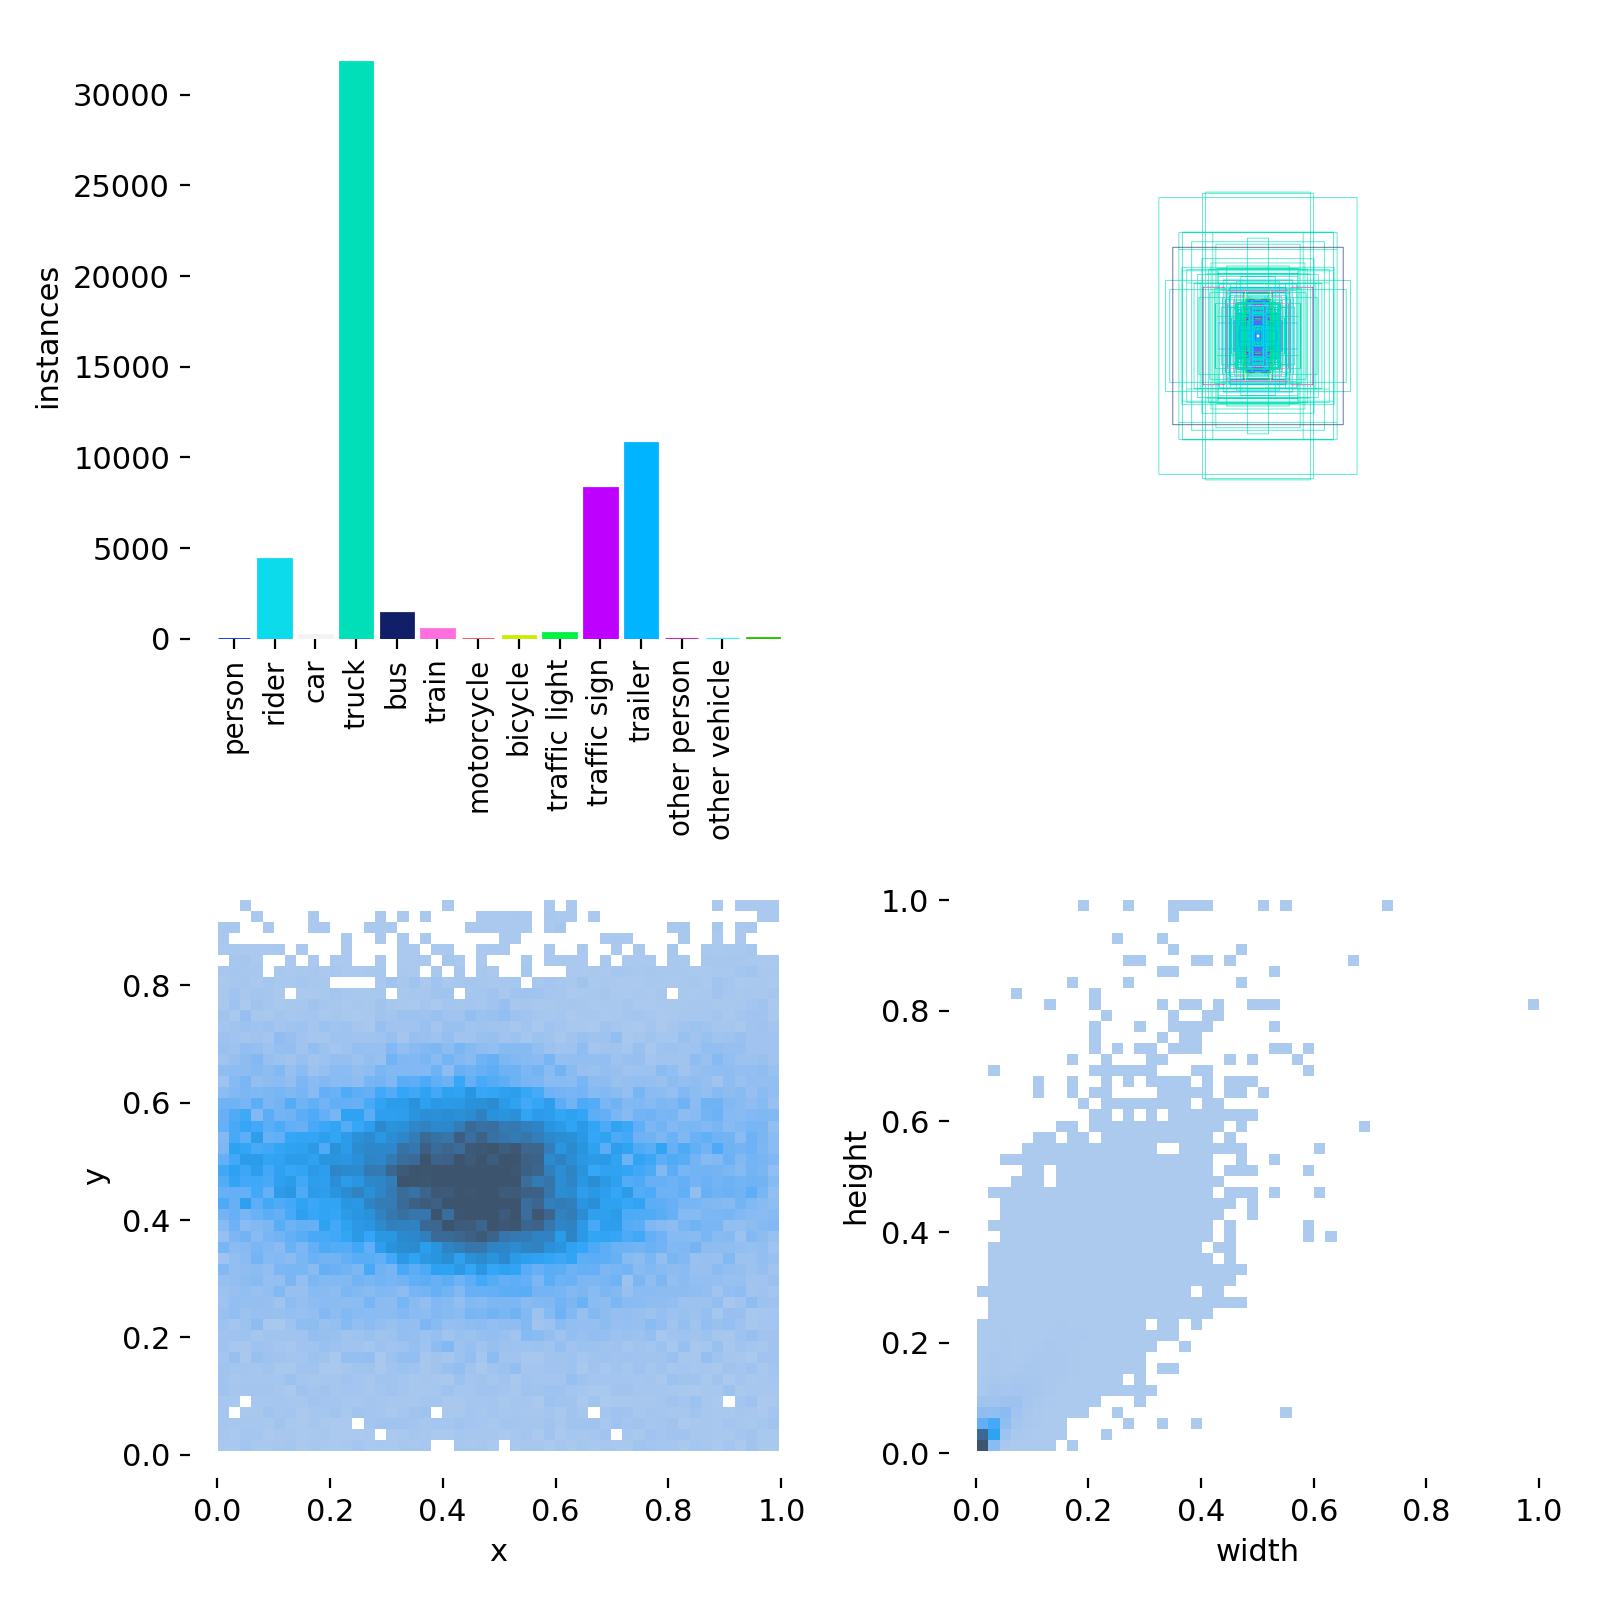 30000
25000
20000
15000
10000
5000
0
instances
person
rider
car
truck
bus
train
motorcycle
bicycle
traffic light
traffic sign
trailer
other person
other vehicle
0.8
0.6
0.4
0.2
0.0
y
0.0 0.2 0.4 0.6 0.8 1.0
x
1.0
0.8
0.6
0.4
0.2
0.0
height
0.0 0.2 0.4 0.6 0.8 1.0
width